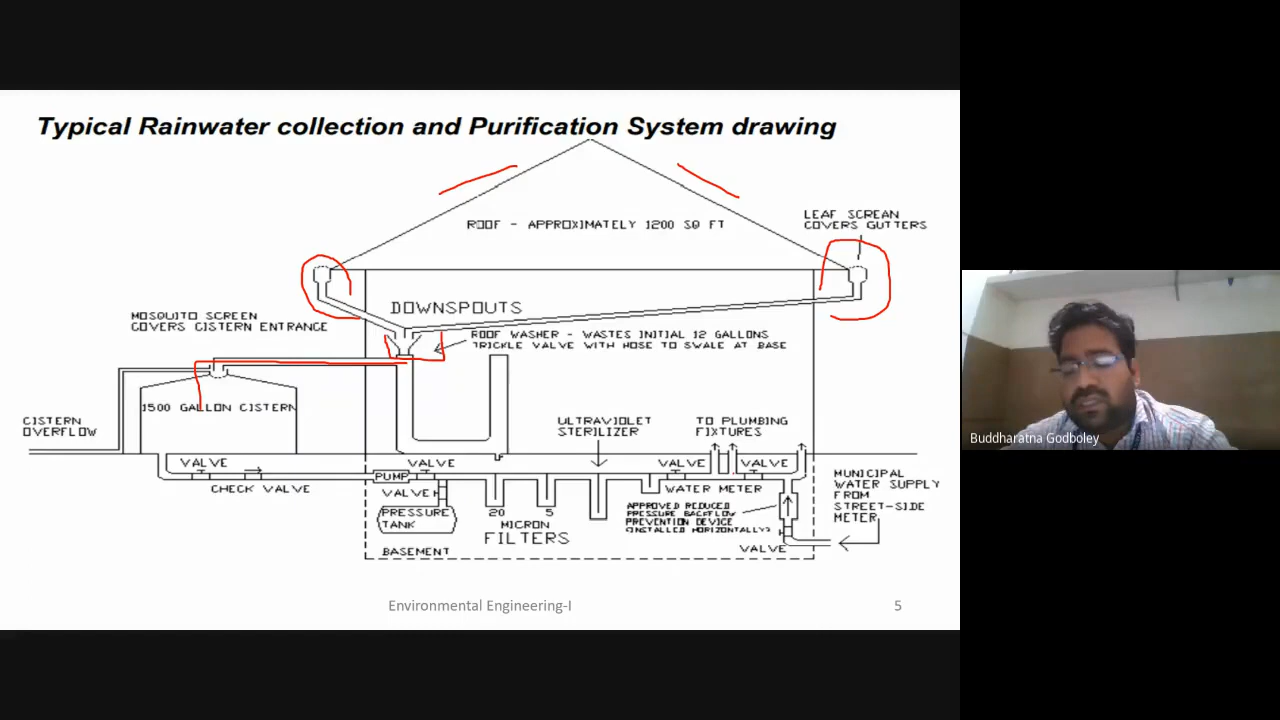 Typical Rainwater collection and Purification System drawing
ROOF - APPROXIMATELY 1200 SQ FT
LEAF SCREAN
COVERS GUTTERS
DOWNSPOUTS
MOSQUITO SCREEN
COVERS CISTERN ENTRANCE
ROOF WASHER - WASTES INITIAL 12 GALLONS
TRICKLE VALVE WITH HOSE TO SWALE AT BASE
1500 GALLON CISTERN
CISTERN
OVERFLOW
ULTRAVIOLET
STERILIZER
TO PLUMBING
FIXTURES
VALVE
VALVE
VALVE
VALVE
CHECK VALVE
PUMP
VALVE
WATER METER
MUNICIPAL
WATER SUPPLY
FROM
STREET-SIDE
METER
PRESSURE
TANK
20
5
MICRON
FILTERS
APPROVED REDUCED
PRESSURE BACKFLOW
PREVENTION DEVICE
(INSTALLED HORIZONTALLY?)
BASEMENT
VALVE
Environmental Engineering-I
5
Buddharatna Godboley